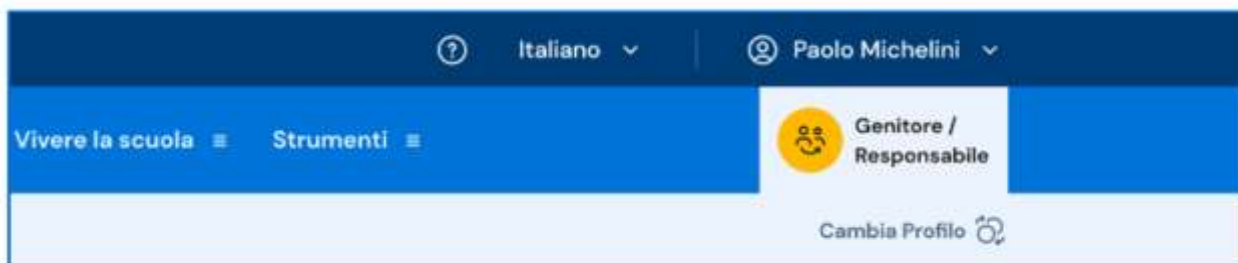 Italiano
Paolo Michelini
Vivere la scuola
Strumenti
Genitore /
Responsabile
Cambia Profilo